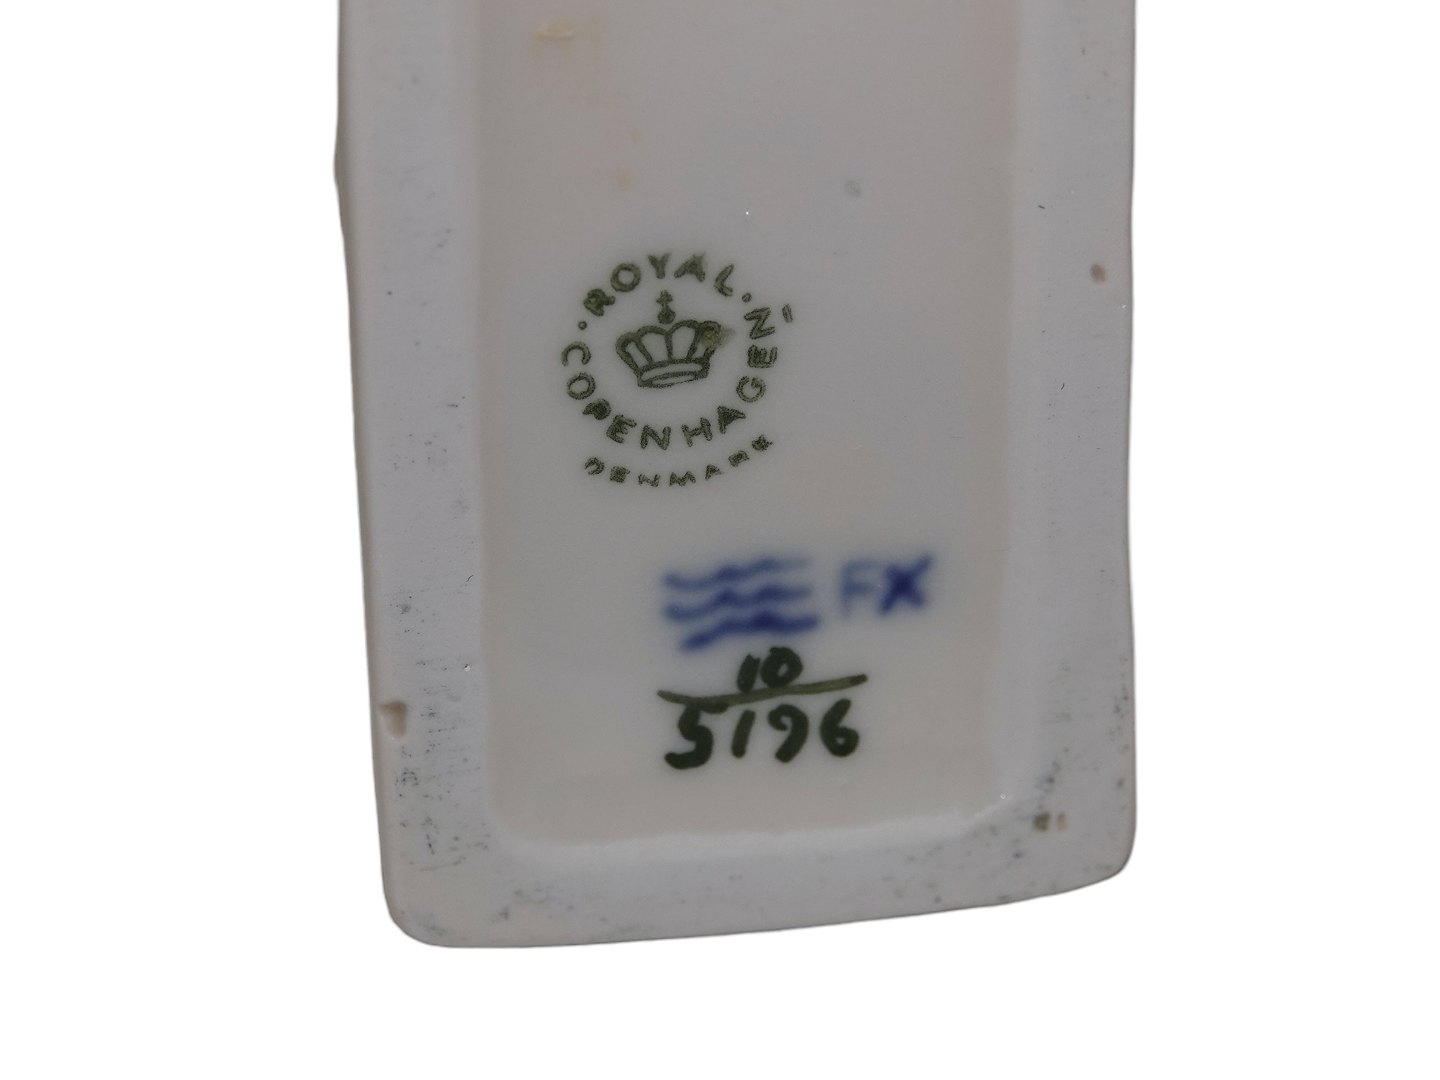 ROYAL
COPENHAGEN
DENMARK
FX
10
5196